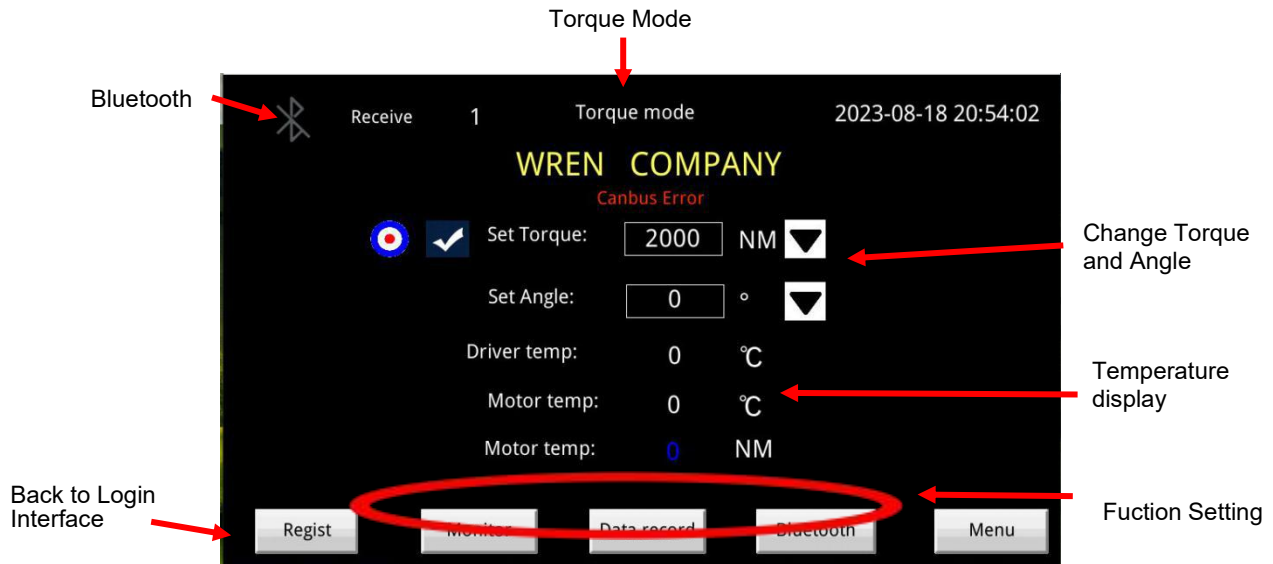 Torque Mode
Bluetooth
Receive 1 Torque mode 2023-08-18 20:54:02
WREN COMPANY
Canbus Error
Set Torque: 2000 NM
Change Torque
and Angle
Set Angle: 0 °
Driver temp: 0 ℃
Temperature
display
Motor temp: 0 ℃
Motor temp: 0 NM
Back to Login
Interface
Fuction Setting
Regist Monitor Data record Bluetooth Menu